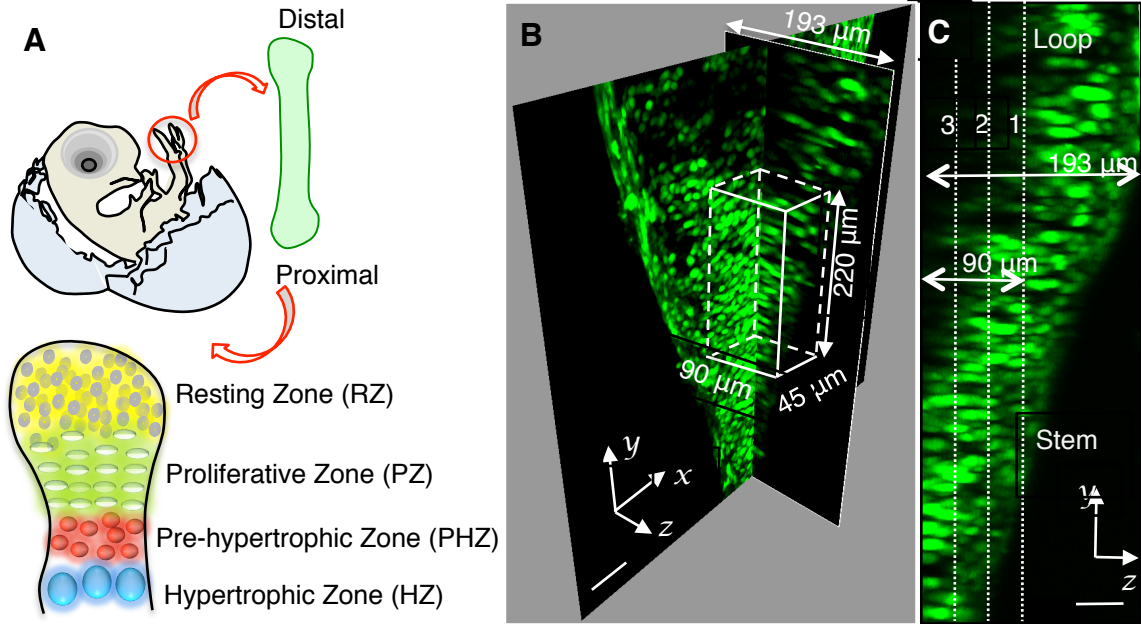 A
Distal
Proximal
Resting Zone (RZ)
Proliferative Zone (PZ)
Pre-hypertrophic Zone (PHZ)
Hypertrophic Zone (HZ)
B
193 µm
220 µm
90 µm
45 µm
y
x
z
C
Loop
3 2 1
193 µm
90 µm
Stem
y
z